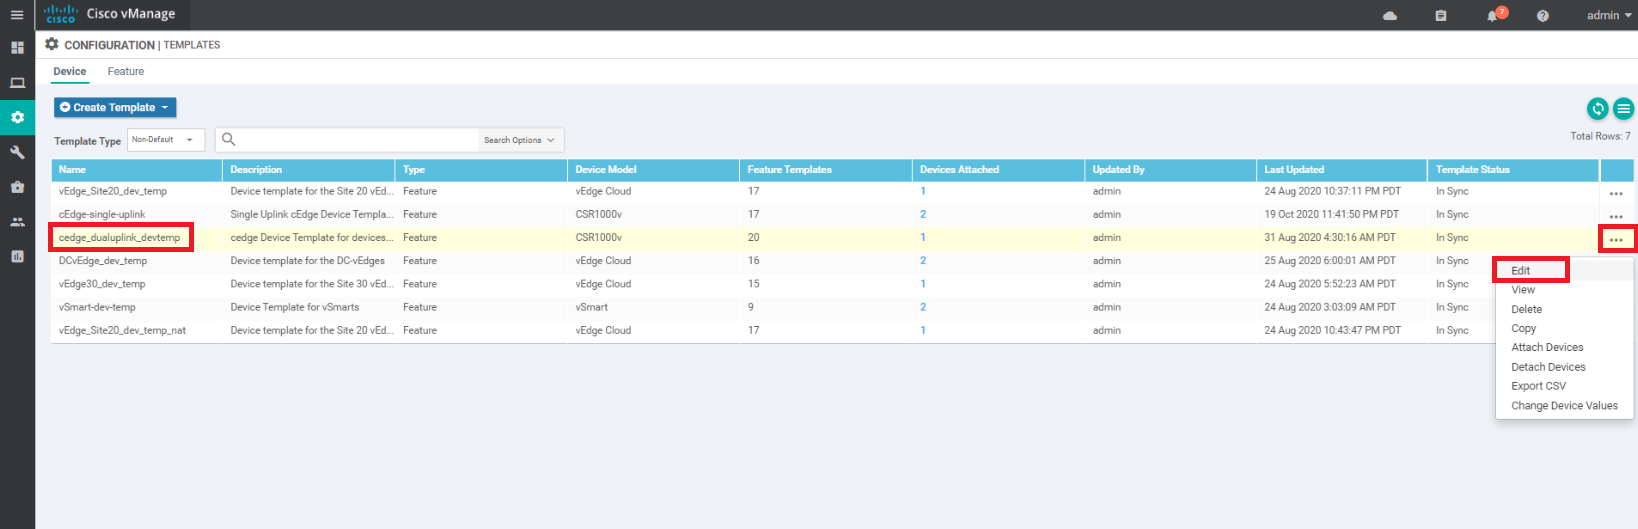 cisco Cisco vManage 7 admin
CONFIGURATION | TEMPLATES
Device Feature
Create Template
Total Rows: 7
Template Type Non-Default Search Options
Name Description Type Device Model Feature Templates Devices Attached Updated By Last Updated Template Status
vEdge_Site20_dev_temp Device template for the Site 20 vEd... Feature vEdge Cloud 17 1 admin 24 Aug 2020 10:37:11 PM PDT In Sync
cEdge-single-uplink Single Uplink cEdge Device Templa... Feature CSR1000v 17 2 admin 19 Oct 2020 11:41:50 PM PDT In Sync
cedge_dualuplink_devtemp cedge Device Template for devices... Feature CSR1000v 20 1 admin 31 Aug 2020 4:30:16 AM PDT In Sync
DCvEdge_dev_temp Device template for the DC-vEdges Feature vEdge Cloud 16 2 admin 25 Aug 2020 6:00:01 AM PDT In Sync
vEdge30_dev_temp Device template for the Site 30 vEd... Feature vEdge Cloud 15 1 admin 24 Aug 2020 5:52:23 AM PDT In Sync
vSmart-dev-temp Device Template for vSmarts Feature vSmart 9 2 admin 24 Aug 2020 3:03:09 AM PDT In Sync
vEdge_Site20_dev_temp_nat Device template for the Site 20 vEd... Feature vEdge Cloud 17 1 admin 24 Aug 2020 10:43:47 PM PDT In Sync
Edit
View
Delete
Copy
Attach Devices
Detach Devices
Export CSV
Change Device Values